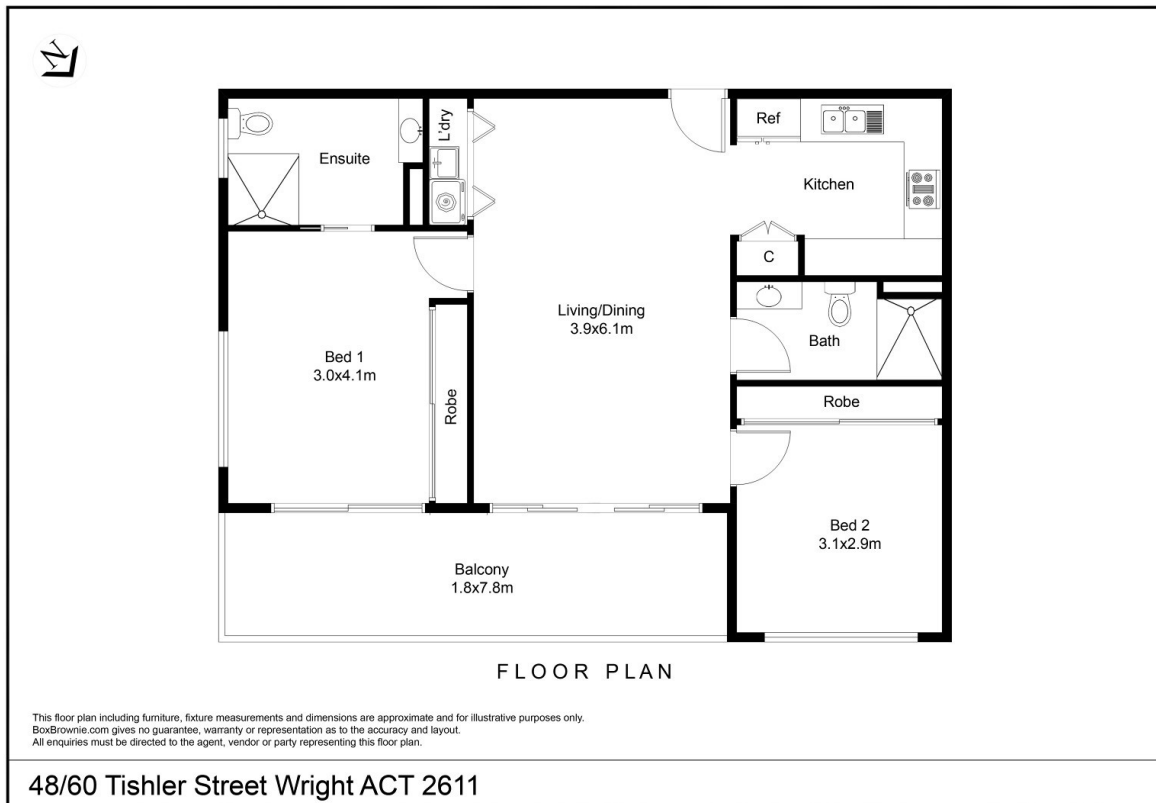 N
Ref
L'dry
Ensuite
Kitchen
C
Living/Dining
3.9x6.1m
Bath
Bed 1
3.0x4.1m
Robe
Robe
Bed 2
3.1x2.9m
Balcony
1.8x7.8m
FLOOR PLAN
This floor plan including furniture, fixture measurements and dimensions are approximate and for illustrative purposes only.
BoxBrownie.com gives no guarantee, warranty or representation as to the accuracy and layout.
All enquiries must be directed to the agent, vendor or party representing this floor plan.
48/60 Tishler Street Wright ACT 2611